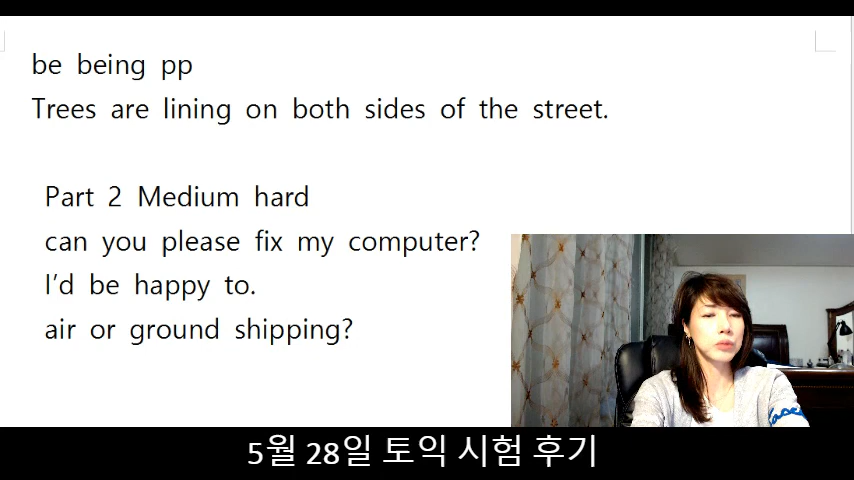 be being pp
Trees are lining on both sides of the street.
Part 2 Medium hard
can you please fix my computer?
I'd be happy to.
air or ground shipping?
5월 28일 토익 시험 후기